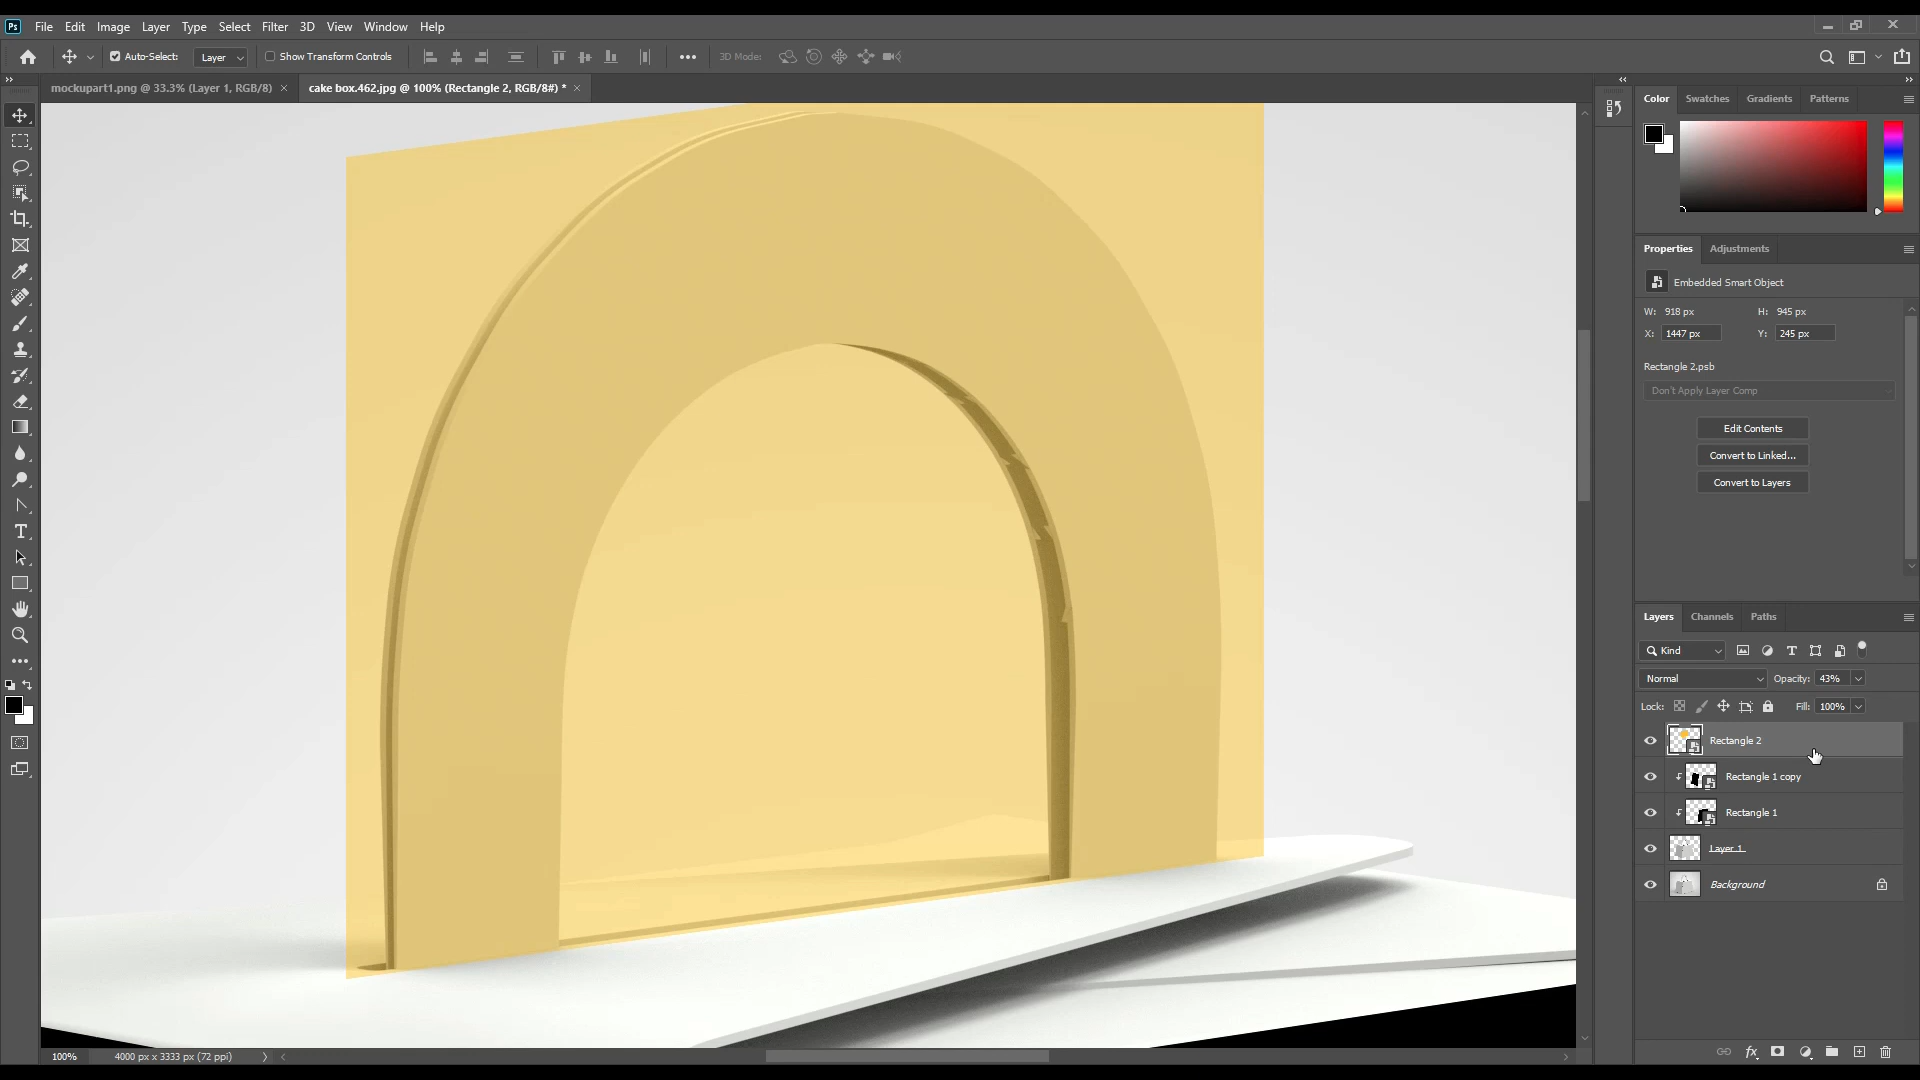 Ps File Edit Image Layer Type Select Filter 3D View Window Help
Auto-Select: Layer Show Transform Controls 3D Mode:
mockupart1.png @ 33.3% (Layer 1, RGB/8) × cake box.462.jpg @ 100% (Rectangle 2, RGB/8#) * ×
Color Swatches Gradients Patterns
Properties Adjustments
Embedded Smart Object
W: 918 px H: 945 px
X: 1447 px Y: 245 px
Rectangle 2.psb
Don't Apply Layer Comp
Edit Contents
Convert to Linked...
Convert to Layers
Layers Channels Paths
Kind
Normal Opacity: 43%
Lock: Fill: 100%
Rectangle 2
Rectangle 1 copy
Rectangle 1
Layer 1
Background
100% 4000 px x 3333 px (72 ppi)